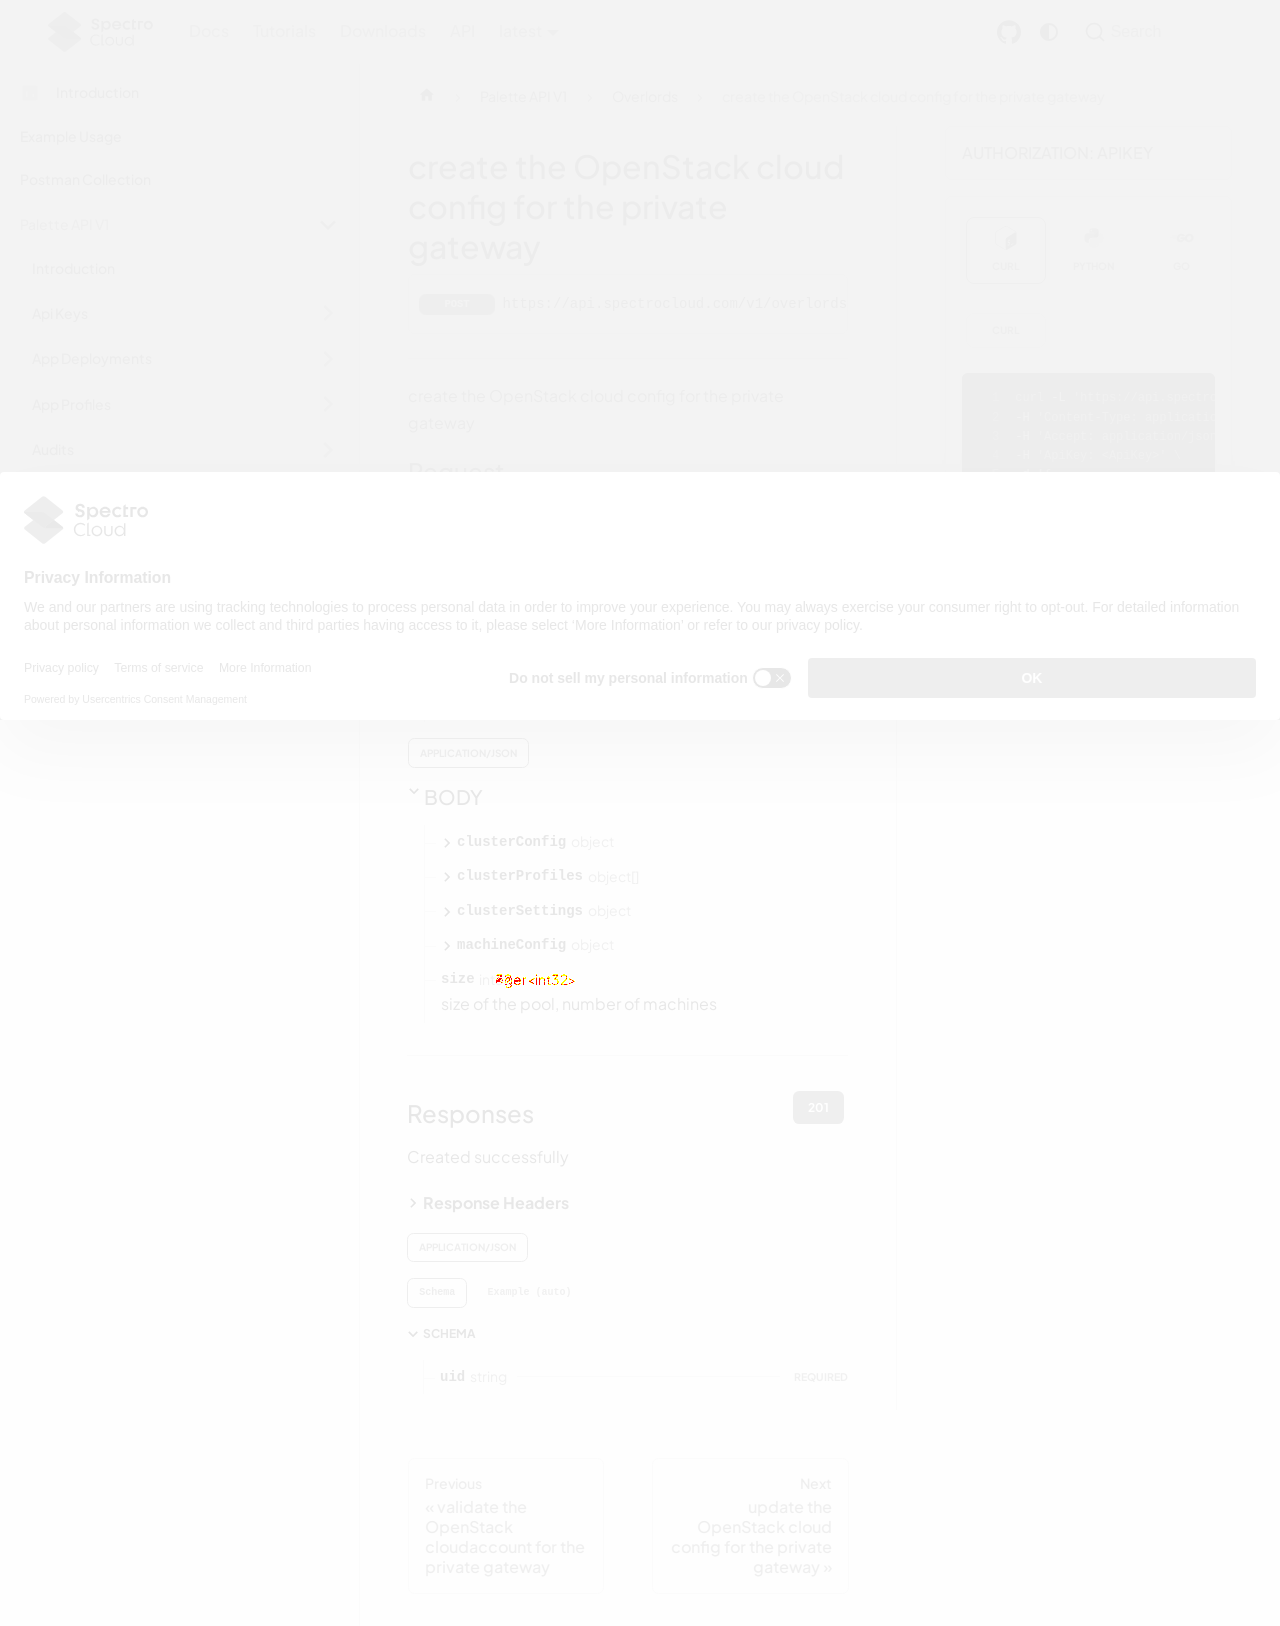 Spectro
Cloud
Docs Tutorials Downloads API latest
Search
Introduction
Example Usage
Postman Collection
Palette API V1
Introduction
Api Keys
App Deployments
App Profiles
Audits
Palette API V1 Overlords create the OpenStack cloud config for the private gateway
create the OpenStack cloud
config for the private
gateway
https://api.spectrocloud.com/v1/overlords
create the OpenStack cloud config for the private
gateway
Request
AUTHORIZATION: APIKEY
CURL PYTHON GO
CURL
Spectro
Cloud
Privacy Information
We and our partners are using tracking technologies to process personal data in order to improve your experience. You may always exercise your consumer right to opt-out. For detailed information
about personal information we collect and third parties having access to it, please select 'More Information' or refer to our privacy policy.
Privacy policy Terms of service More Information
Powered by Usercentrics Consent Management
Do not sell my personal information
OK
APPLICATION/JSON
BODY
clusterConfig object
clusterProfiles object[]
clusterSettings object
machineConfig object
size
size of the pool, number of machines
Responses
201
Created successfully
Response Headers
APPLICATION/JSON
Schema Example (auto)
SCHEMA
uid string REQUIRED
Previous
« validate the
OpenStack
cloudaccount for the
private gateway
Next
update the
OpenStack cloud
config for the private
gateway »